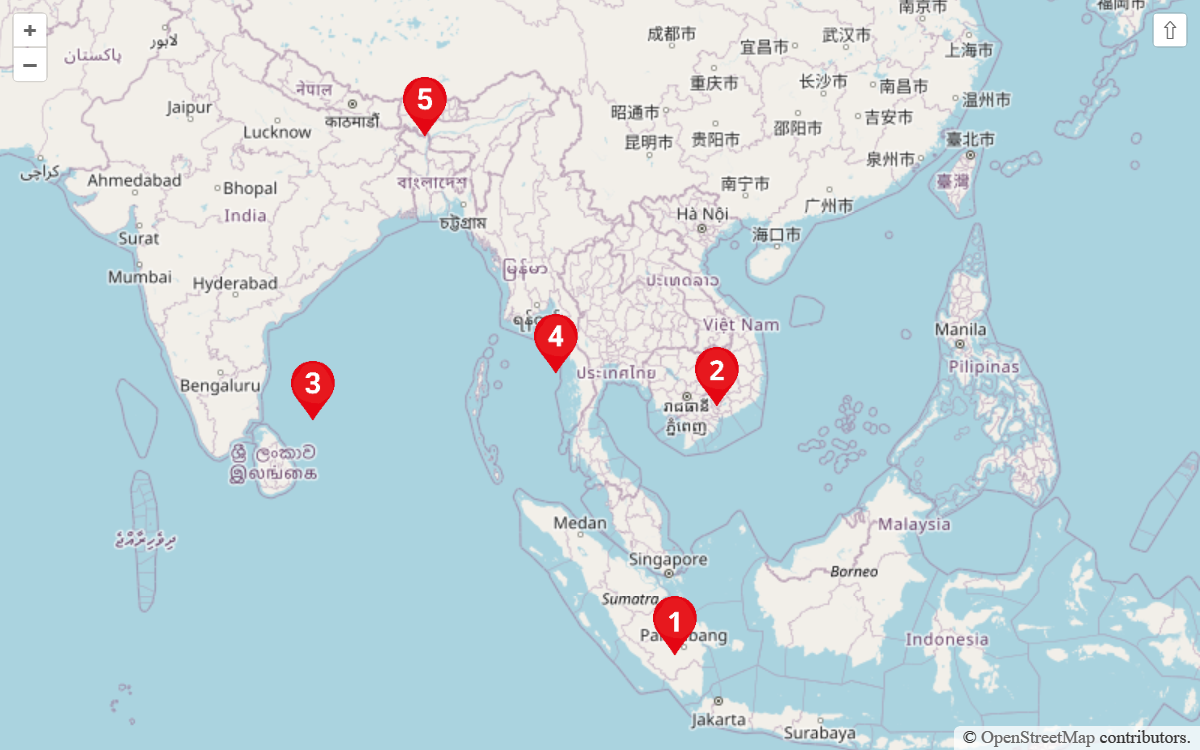 +
−
⇧
福岡市
南京市
پاکستان
لاہور
成都市
宜昌市
武汉市
上海市
नेपाल
काठमाडौँ
重庆市
长沙市
南昌市
温州市
Jaipur
Lucknow
5
昭通市
昆明市
贵阳市
邵阳市
吉安市
臺北市
泉州市
کراچی
Ahmedabad
Bhopal
বাংলাদেশ
南宁市
臺灣
India
চট্টগ্রাম
广州市
Hà Nội
海口市
Surat
Mumbai
Hyderabad
မြန်မာ
ປະເທດລາວ
Việt Nam
4
Manila
Pilipinas
Bengaluru
3
ประเทศไทย
2
រាជធានី
ភ្នំពេញ
ශ්‍රී ලංකාව
இலங்கை
ދިވެހިރާއްޖެ
Medan
Malaysia
Singapore
Borneo
Sumatra
1
Indonesia
Jakarta
Surabaya
© OpenStreetMap contributors.